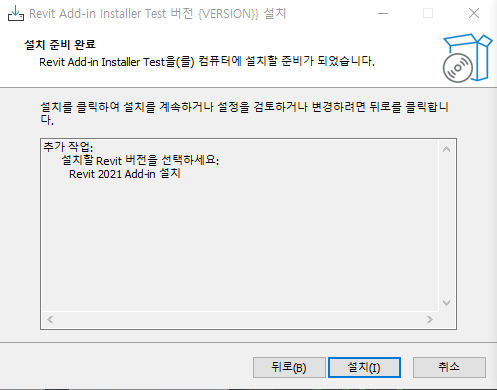 Revit Add-in Installer Test 버전 {VERSION}} 설치
설치 준비 완료
Revit Add-in Installer Test을(를) 컴퓨터에 설치할 준비가 되었습니다.
설치를 클릭하여 설치를 계속하거나 설정을 검토하거나 변경하려면 뒤로를 클릭합니
다.
추가 작업:
설치할 Revit 버전을 선택하세요:
Revit 2021 Add-in 설치
뒤로(B)
설치(I)
취소